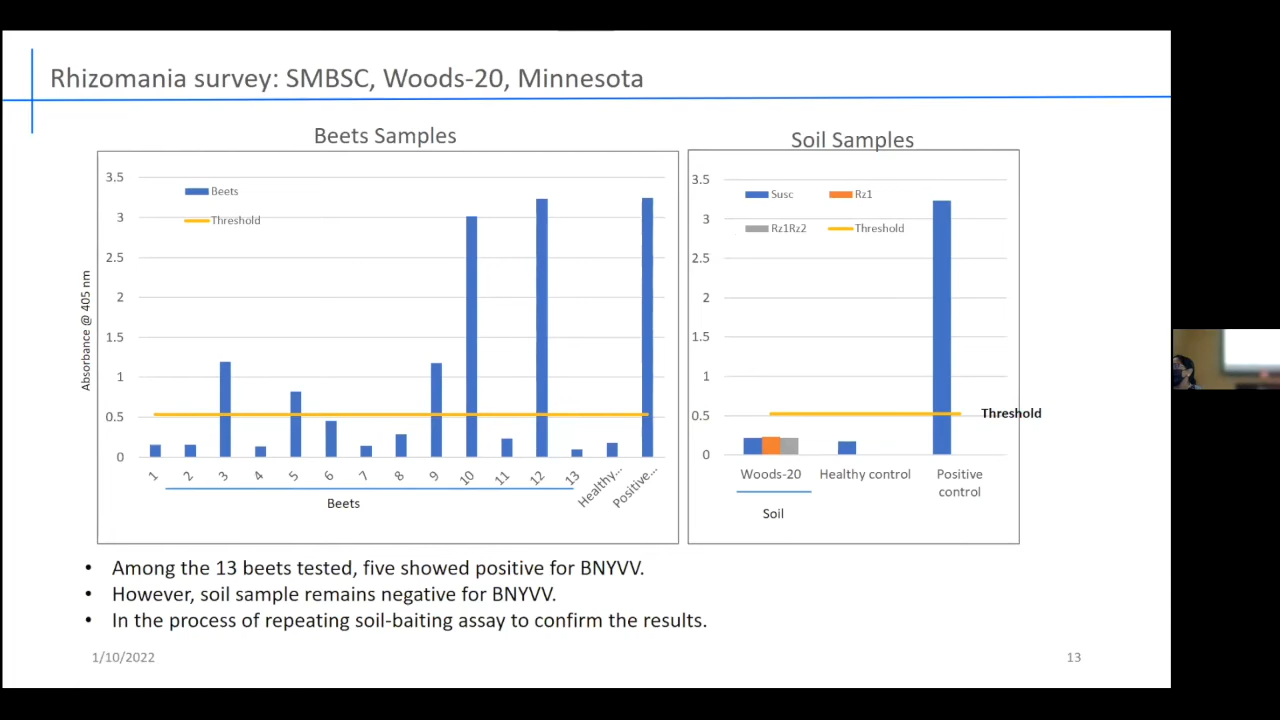 Rhizomania survey: SMBSC, Woods-20, Minnesota
Beets Samples
3.5
3
2.5
2
1.5
1
0.5
0
Absorbance @ 405 nm
Beets
Threshold
1 2 3 4 5 6 7 8 9 10 11 12 13 Healthy... Positive...
Beets
Soil Samples
3.5
3
2.5
2
1.5
1
0.5
0
Susc Rz1
Rz1Rz2 Threshold
Threshold
Woods-20 Healthy control Positive
control
Soil
• Among the 13 beets tested, five showed positive for BNYVV.
• However, soil sample remains negative for BNYVV.
• In the process of repeating soil-baiting assay to confirm the results.
1/10/2022 13